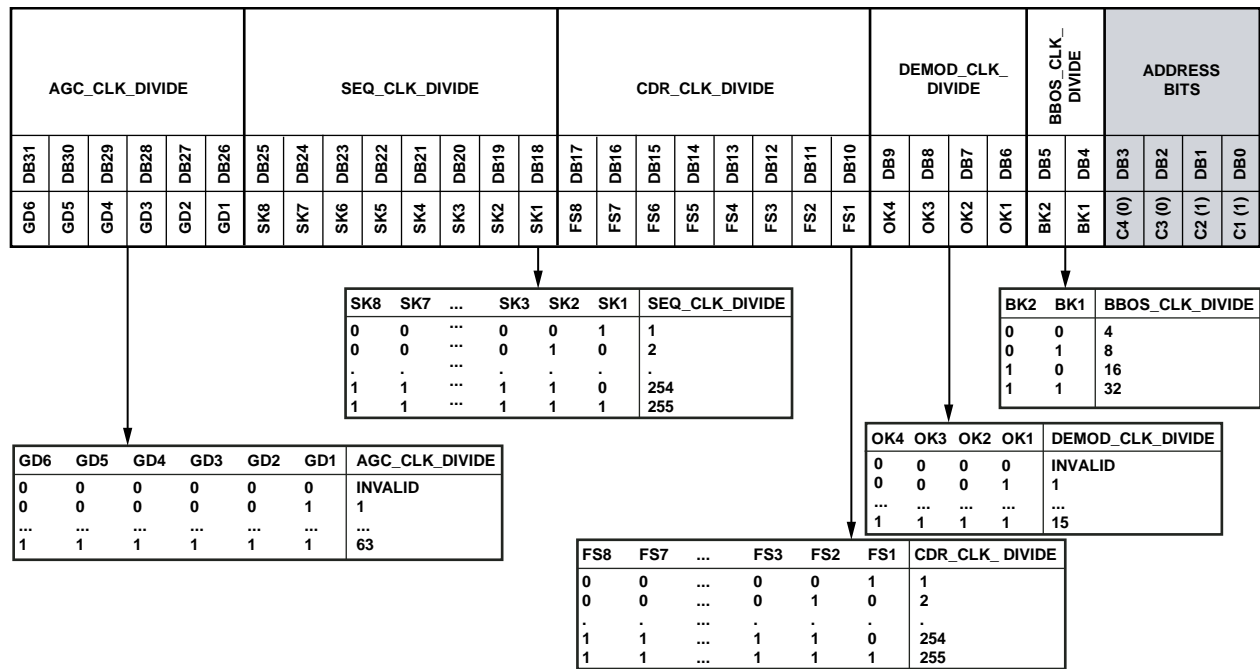 AGC_CLK_DIVIDE
SEQ_CLK_DIVIDE
CDR_CLK_DIVIDE
DEMOD_CLK_
DIVIDE
BBOS_CLK_
DIVIDE
ADDRESS
BITS
DB31 DB30 DB29 DB28 DB27 DB26 DB25 DB24 DB23 DB22 DB21 DB20 DB19 DB18 DB17 DB16 DB15 DB14 DB13 DB12 DB11 DB10 DB9 DB8 DB7 DB6 DB5 DB4 DB3 DB2 DB1 DB0
GD6 GD5 GD4 GD3 GD2 GD1 SK8 SK7 SK6 SK5 SK4 SK3 SK2 SK1 FS8 FS7 FS6 FS5 FS4 FS3 FS2 FS1 OK4 OK3 OK2 OK1 BK2 BK1 C4 (0) C3 (0) C2 (1) C1 (1)
SK8 SK7 ... SK3 SK2 SK1 SEQ_CLK_DIVIDE
0 0 ... 0 0 1 1
0 0 ... 0 1 0 2
. . ... . . . .
1 1 ... 1 1 0 254
1 1 ... 1 1 1 255
BK2 BK1 BBOS_CLK_DIVIDE
0 0 4
0 1 8
1 0 16
1 1 32
GD6 GD5 GD4 GD3 GD2 GD1 AGC_CLK_DIVIDE
0 0 0 0 0 0 INVALID
0 0 0 0 0 1 1
... ... ... ... ... ... ...
1 1 1 1 1 1 63
OK4 OK3 OK2 OK1 DEMOD_CLK_DIVIDE
0 0 0 0 INVALID
0 0 0 1 1
... ... ... ... ...
1 1 1 1 15
FS8 FS7 ... FS3 FS2 FS1 CDR_CLK_ DIVIDE
0 0 ... 0 0 1 1
0 0 ... 0 1 0 2
. . ... . . . .
1 1 ... 1 1 0 254
1 1 ... 1 1 1 255